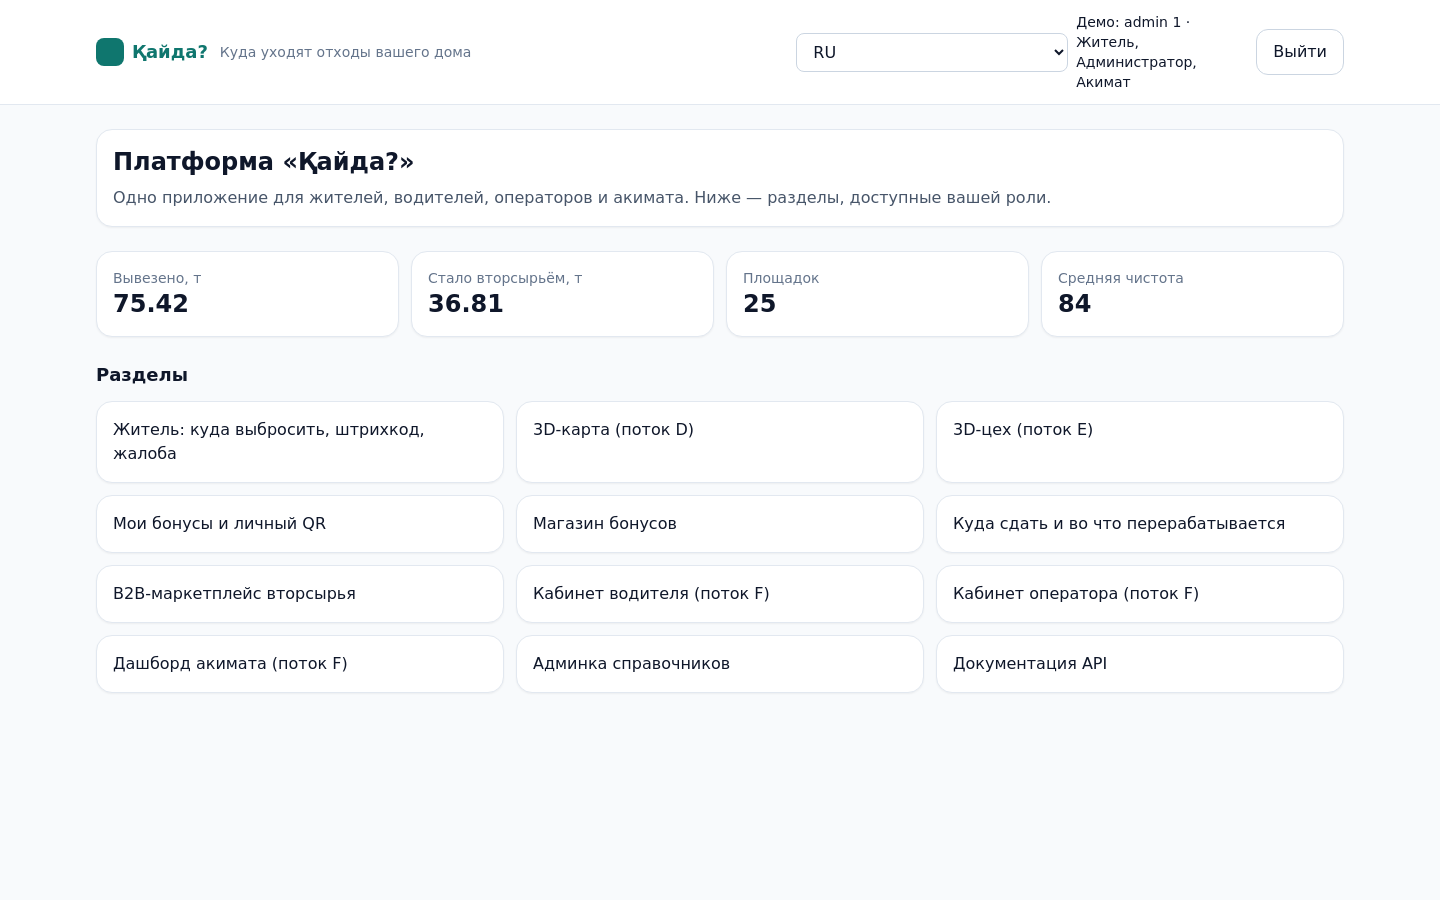 Қайда?
Куда уходят отходы вашего дома
RU
Демо: admin 1 ·
Житель,
Администратор,
Акимат
Выйти
Платформа «Қайда?»
Одно приложение для жителей, водителей, операторов и акимата. Ниже — разделы, доступные вашей роли.
Вывезено, т
75.42
Стало вторсырьём, т
36.81
Площадок
25
Средняя чистота
84
Разделы
Житель: куда выбросить, штрихкод,
жалоба
3D-карта (поток D)
3D-цех (поток E)
Мои бонусы и личный QR
Магазин бонусов
Куда сдать и во что перерабатывается
B2B-маркетплейс вторсырья
Кабинет водителя (поток F)
Кабинет оператора (поток F)
Дашборд акимата (поток F)
Админка справочников
Документация API